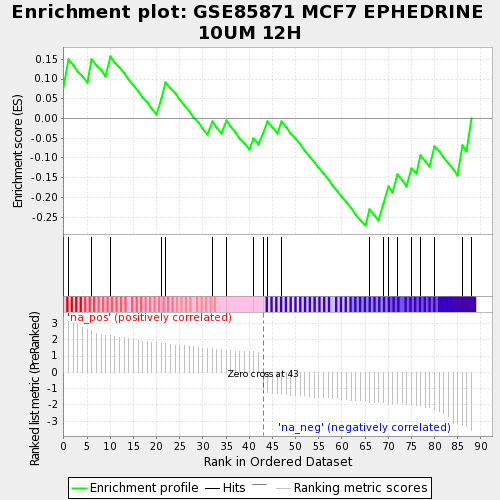 Enrichment plot: GSE85871 MCF7 EPHEDRINE
10UM 12H
Enrichment score (ES)
0.15
0.10
0.05
0.00
-0.05
-0.10
-0.15
-0.20
-0.25
'na_pos' (positively correlated)
Ranked list metric (PreRanked)
3
2
1
0
-1
-2
-3
Zero cross at 43
'na_neg' (negatively correlated)
0 5 10 15 20 25 30 35 40 45 50 55 60 65 70 75 80 85 90
Rank in Ordered Dataset
Enrichment profile Hits Ranking metric scores